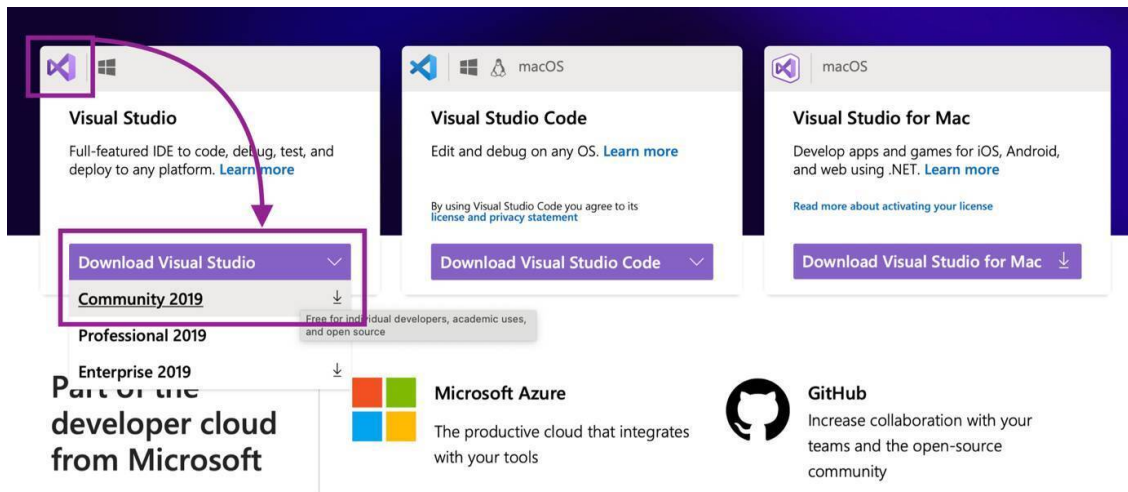 macOS
macOS
Visual Studio
Full-featured IDE to code, debug, test, and
deploy to any platform. Learn more
Download Visual Studio
Community 2019
Free for individual developers, academic uses,
and open source
Professional 2019
Enterprise 2019
Visual Studio Code
Edit and debug on any OS. Learn more
By using Visual Studio Code you agree to its
license and privacy statement
Download Visual Studio Code
Visual Studio for Mac
Develop apps and games for iOS, Android,
and web using .NET. Learn more
Read more about activating your license
Download Visual Studio for Mac
Part of the
developer cloud
from Microsoft
Microsoft Azure
The productive cloud that integrates
with your tools
GitHub
Increase collaboration with your
teams and the open-source
community